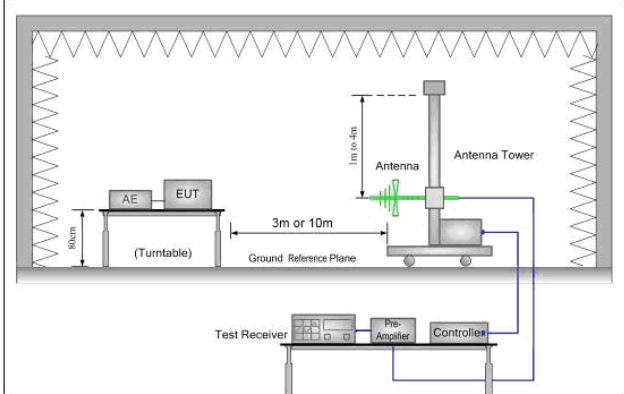 1m to 4m
Antenna
Antenna Tower
AE
EUT
80cm
(Turntable)
3m or 10m
Ground Reference Plane
Test Receiver
Pre-
Amplifier
Controller